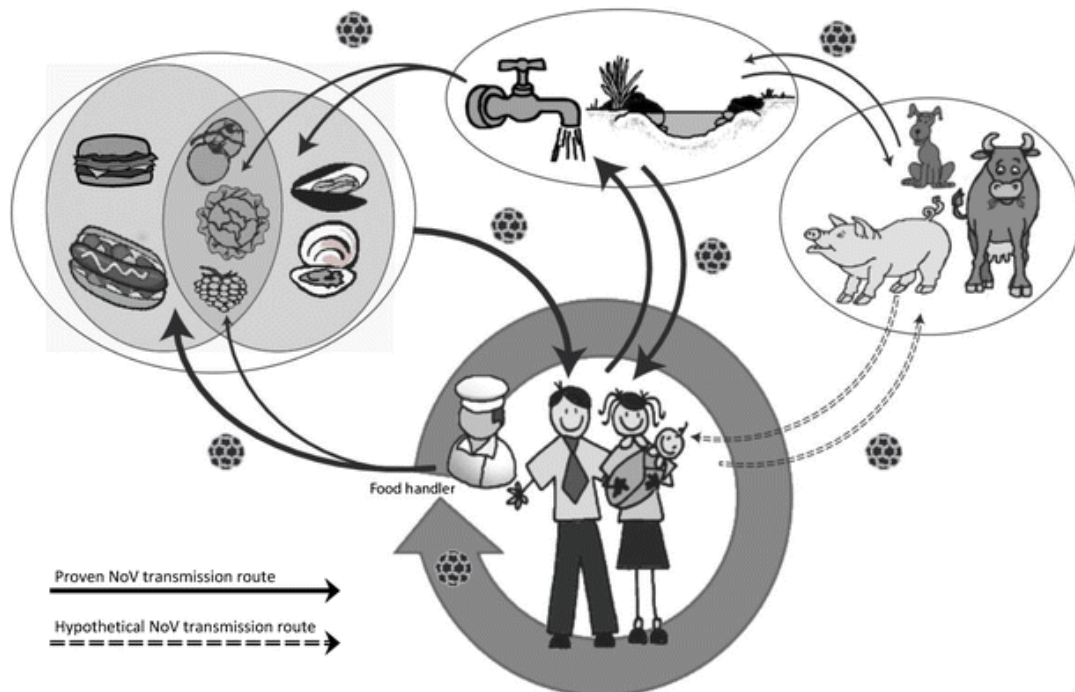 Food handler
Proven NoV transmission route
Hypothetical NoV transmission route